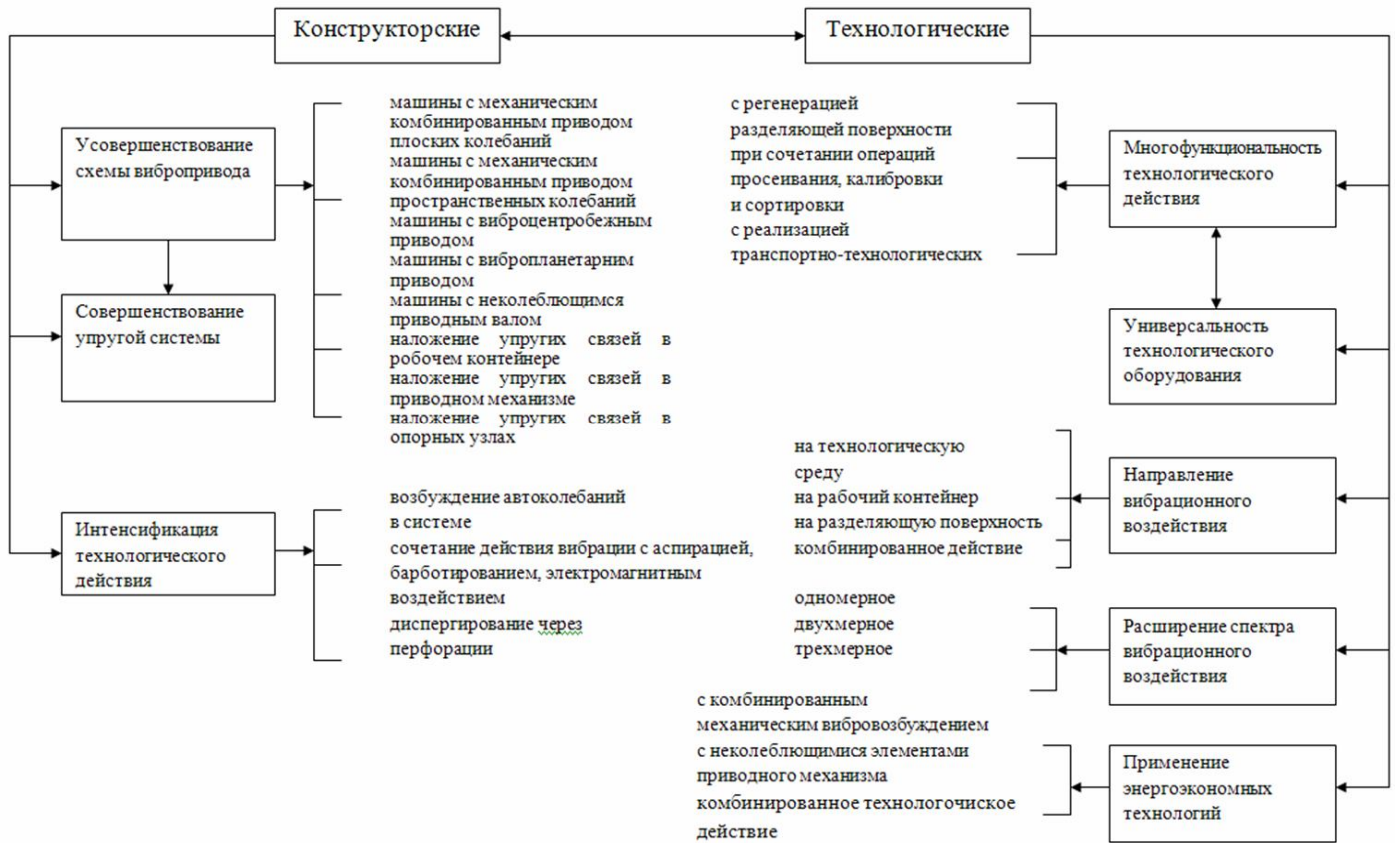 Конструкторские
Технологические
Усовершенствование
схемы вибропривода
Совершенствование
упругой системы
Интенсификация
технологического
действия
машины с механическим
комбинированным приводом
плоских колебаний
машины с механическим
комбинированным приводом
пространственных колебаний
машины с виброцентробежным
приводом
машины с вибропланетарним
приводом
машины с неколеблющимся
приводным валом
наложение упругих связей в
робочем контейнере
наложение упругих связей в
приводном механизме
наложение упругих связей в
опорных узлах
возбуждение автоколебаний
в системе
сочетание действия вибрации с аспирацией,
барботированием, электромагнитным
воздействием
диспергирование через
перфорации
с регенерацией
разделяющей поверхности
при сочетании операций
просеивания, калибровки
и сортировки
с реализацией
транспортно-технологических
на технологическую
среду
на рабочий контейнер
на разделяющую поверхность
комбинированное действие
одномерное
двухмерное
трехмерное
с комбинированным
механическим вибровозбуждением
с неколеблющимися элементами
приводного механизма
комбинированное технологочиское
действие
Многофункциональность
технологического
действия
Универсальность
технологического
оборудования
Направление
вибрационного
воздействия
Расширение спектра
вибрационного
воздействия
Применение
энергоэкономных
технологий